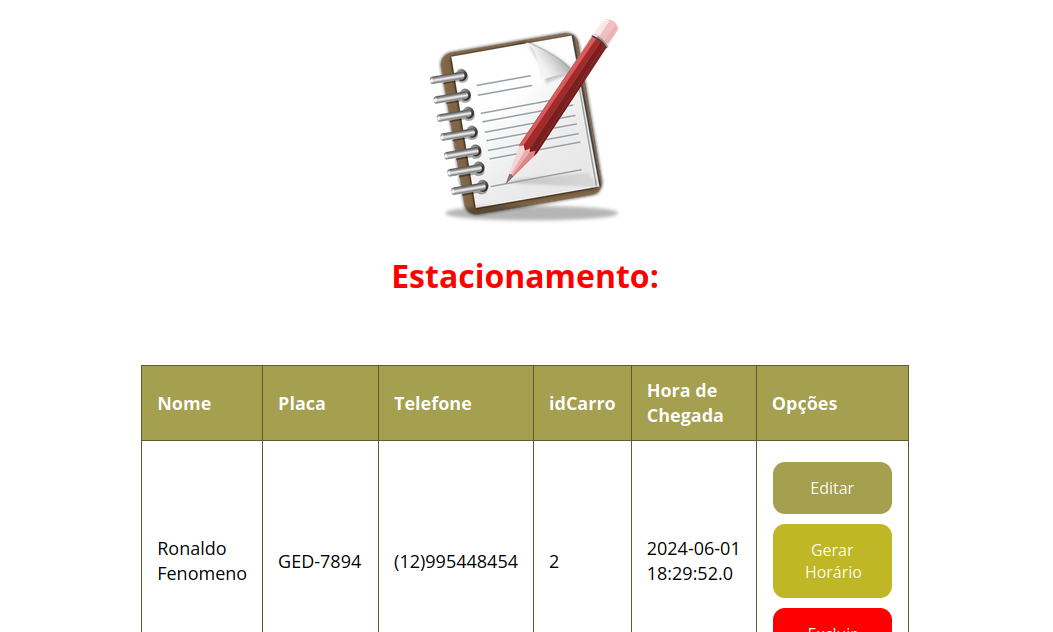 Estacionamento:
Nome Placa Telefone idCarro Hora de Chegada Opções
Editar
Ronaldo Fenomeno GED-7894 (12)995448454 2 2024-06-01 18:29:52.0
Gerar Horário
Excluir